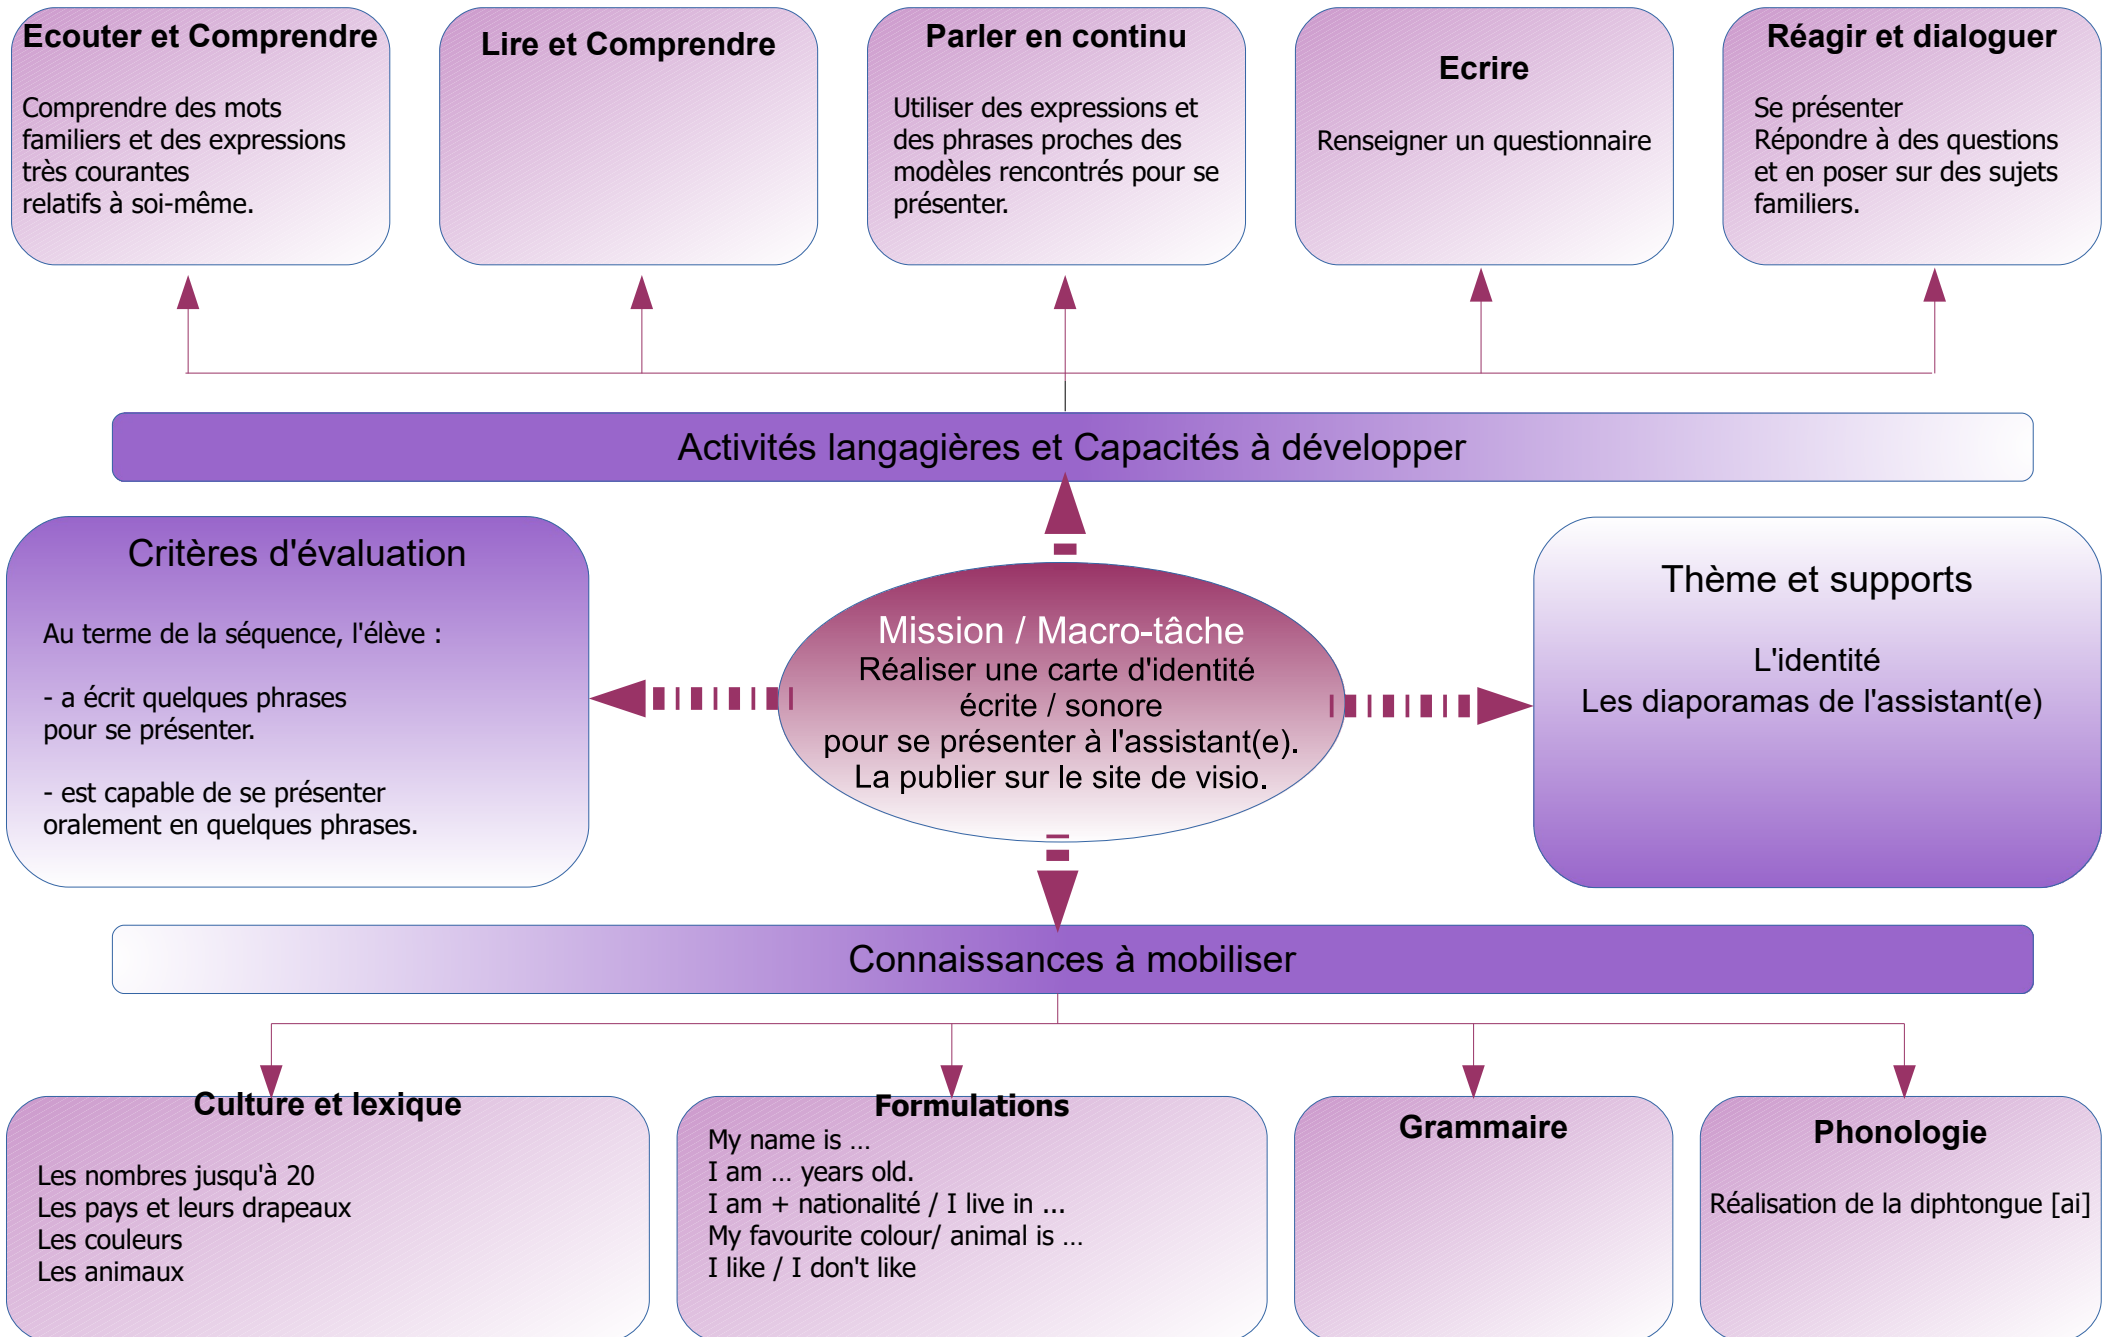 Ecouter et Comprendre
Comprendre des mots
familiers et des expressions
très courantes
relatifs à soi-même.
Lire et Comprendre
Parler en continu
Utiliser des expressions et
des phrases proches des
modèles rencontrés pour se
présenter.
Ecrire
Renseigner un questionnaire
Réagir et dialoguer
Se présenter
Répondre à des questions
et en poser sur des sujets
familiers.
Activités langagières et Capacités à développer
Critères d'évaluation
Au terme de la séquence, l'élève :
- a écrit quelques phrases
pour se présenter.
- est capable de se présenter
oralement en quelques phrases.
Mission / Macro-tâche
Réaliser une carte d'identité
écrite / sonore
pour se présenter à l'assistant(e).
La publier sur le site de visio.
Thème et supports
L'identité
Les diaporamas de l'assistant(e)
Connaissances à mobiliser
Culture et lexique
Les nombres jusqu'à 20
Les pays et leurs drapeaux
Les couleurs
Les animaux
Formulations
My name is …
I am … years old.
I am + nationalité / I live in ...
My favourite colour/ animal is …
I like / I don't like
Grammaire
Phonologie
Réalisation de la diphtongue [ai]